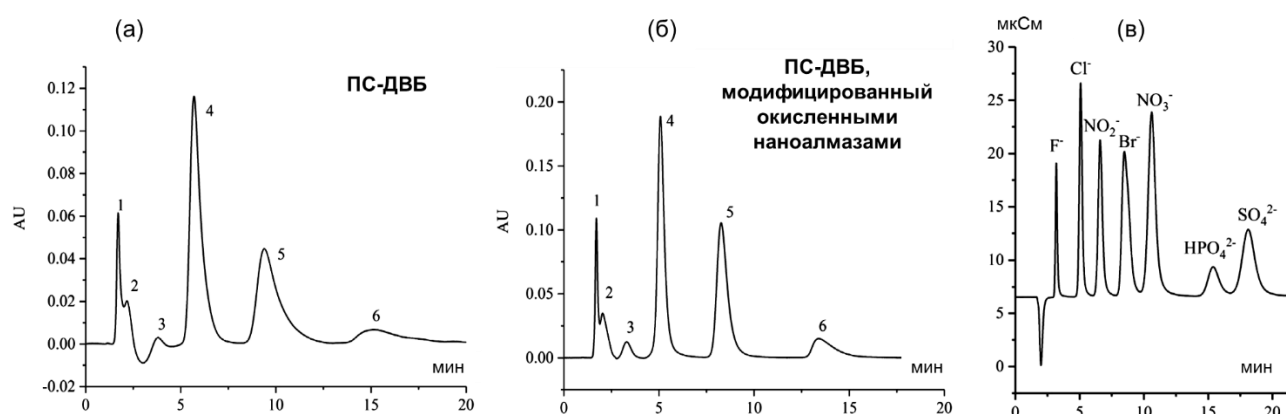 (а)
ПС-ДВБ
AU
0.12
0.10
0.08
0.06
0.04
0.02
0.00
-0.02
1
2
3
4
5
6
0
5
10
15
20
мин
(б)
ПС-ДВБ,
модифицированный
окисленными
наноалмазами
AU
0.20
0.15
0.10
0.05
0.00
1
2
3
4
5
6
0
5
10
15
20
мин
мкСм
(в)
30
25
20
15
10
5
0
F⁻
Cl⁻
NO₂⁻
Br⁻
NO₃⁻
HPO₄²⁻
SO₄²⁻
0
5
10
15
20
мин